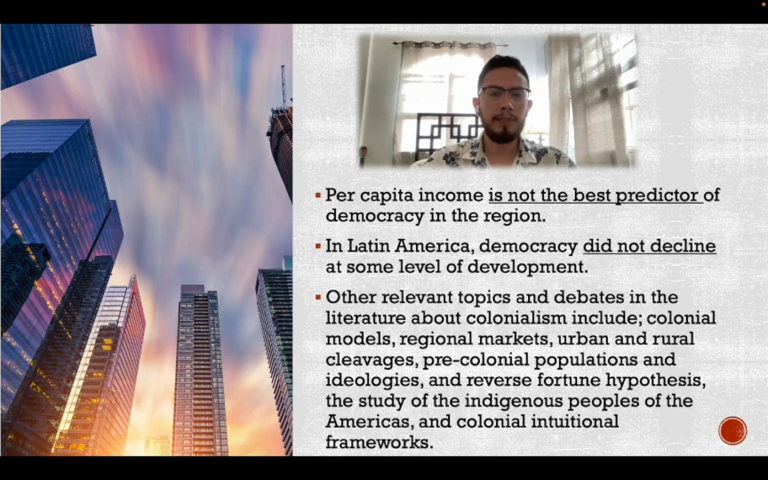 Per capita income is not the best predictor of
democracy in the region.
In Latin America, democracy did not decline
at some level of development.
Other relevant topics and debates in the
literature about colonialism include; colonial
models, regional markets, urban and rural
cleavages, pre-colonial populations and
ideologies, and reverse fortune hypothesis,
the study of the indigenous peoples of the
Americas, and colonial intuitional
frameworks.